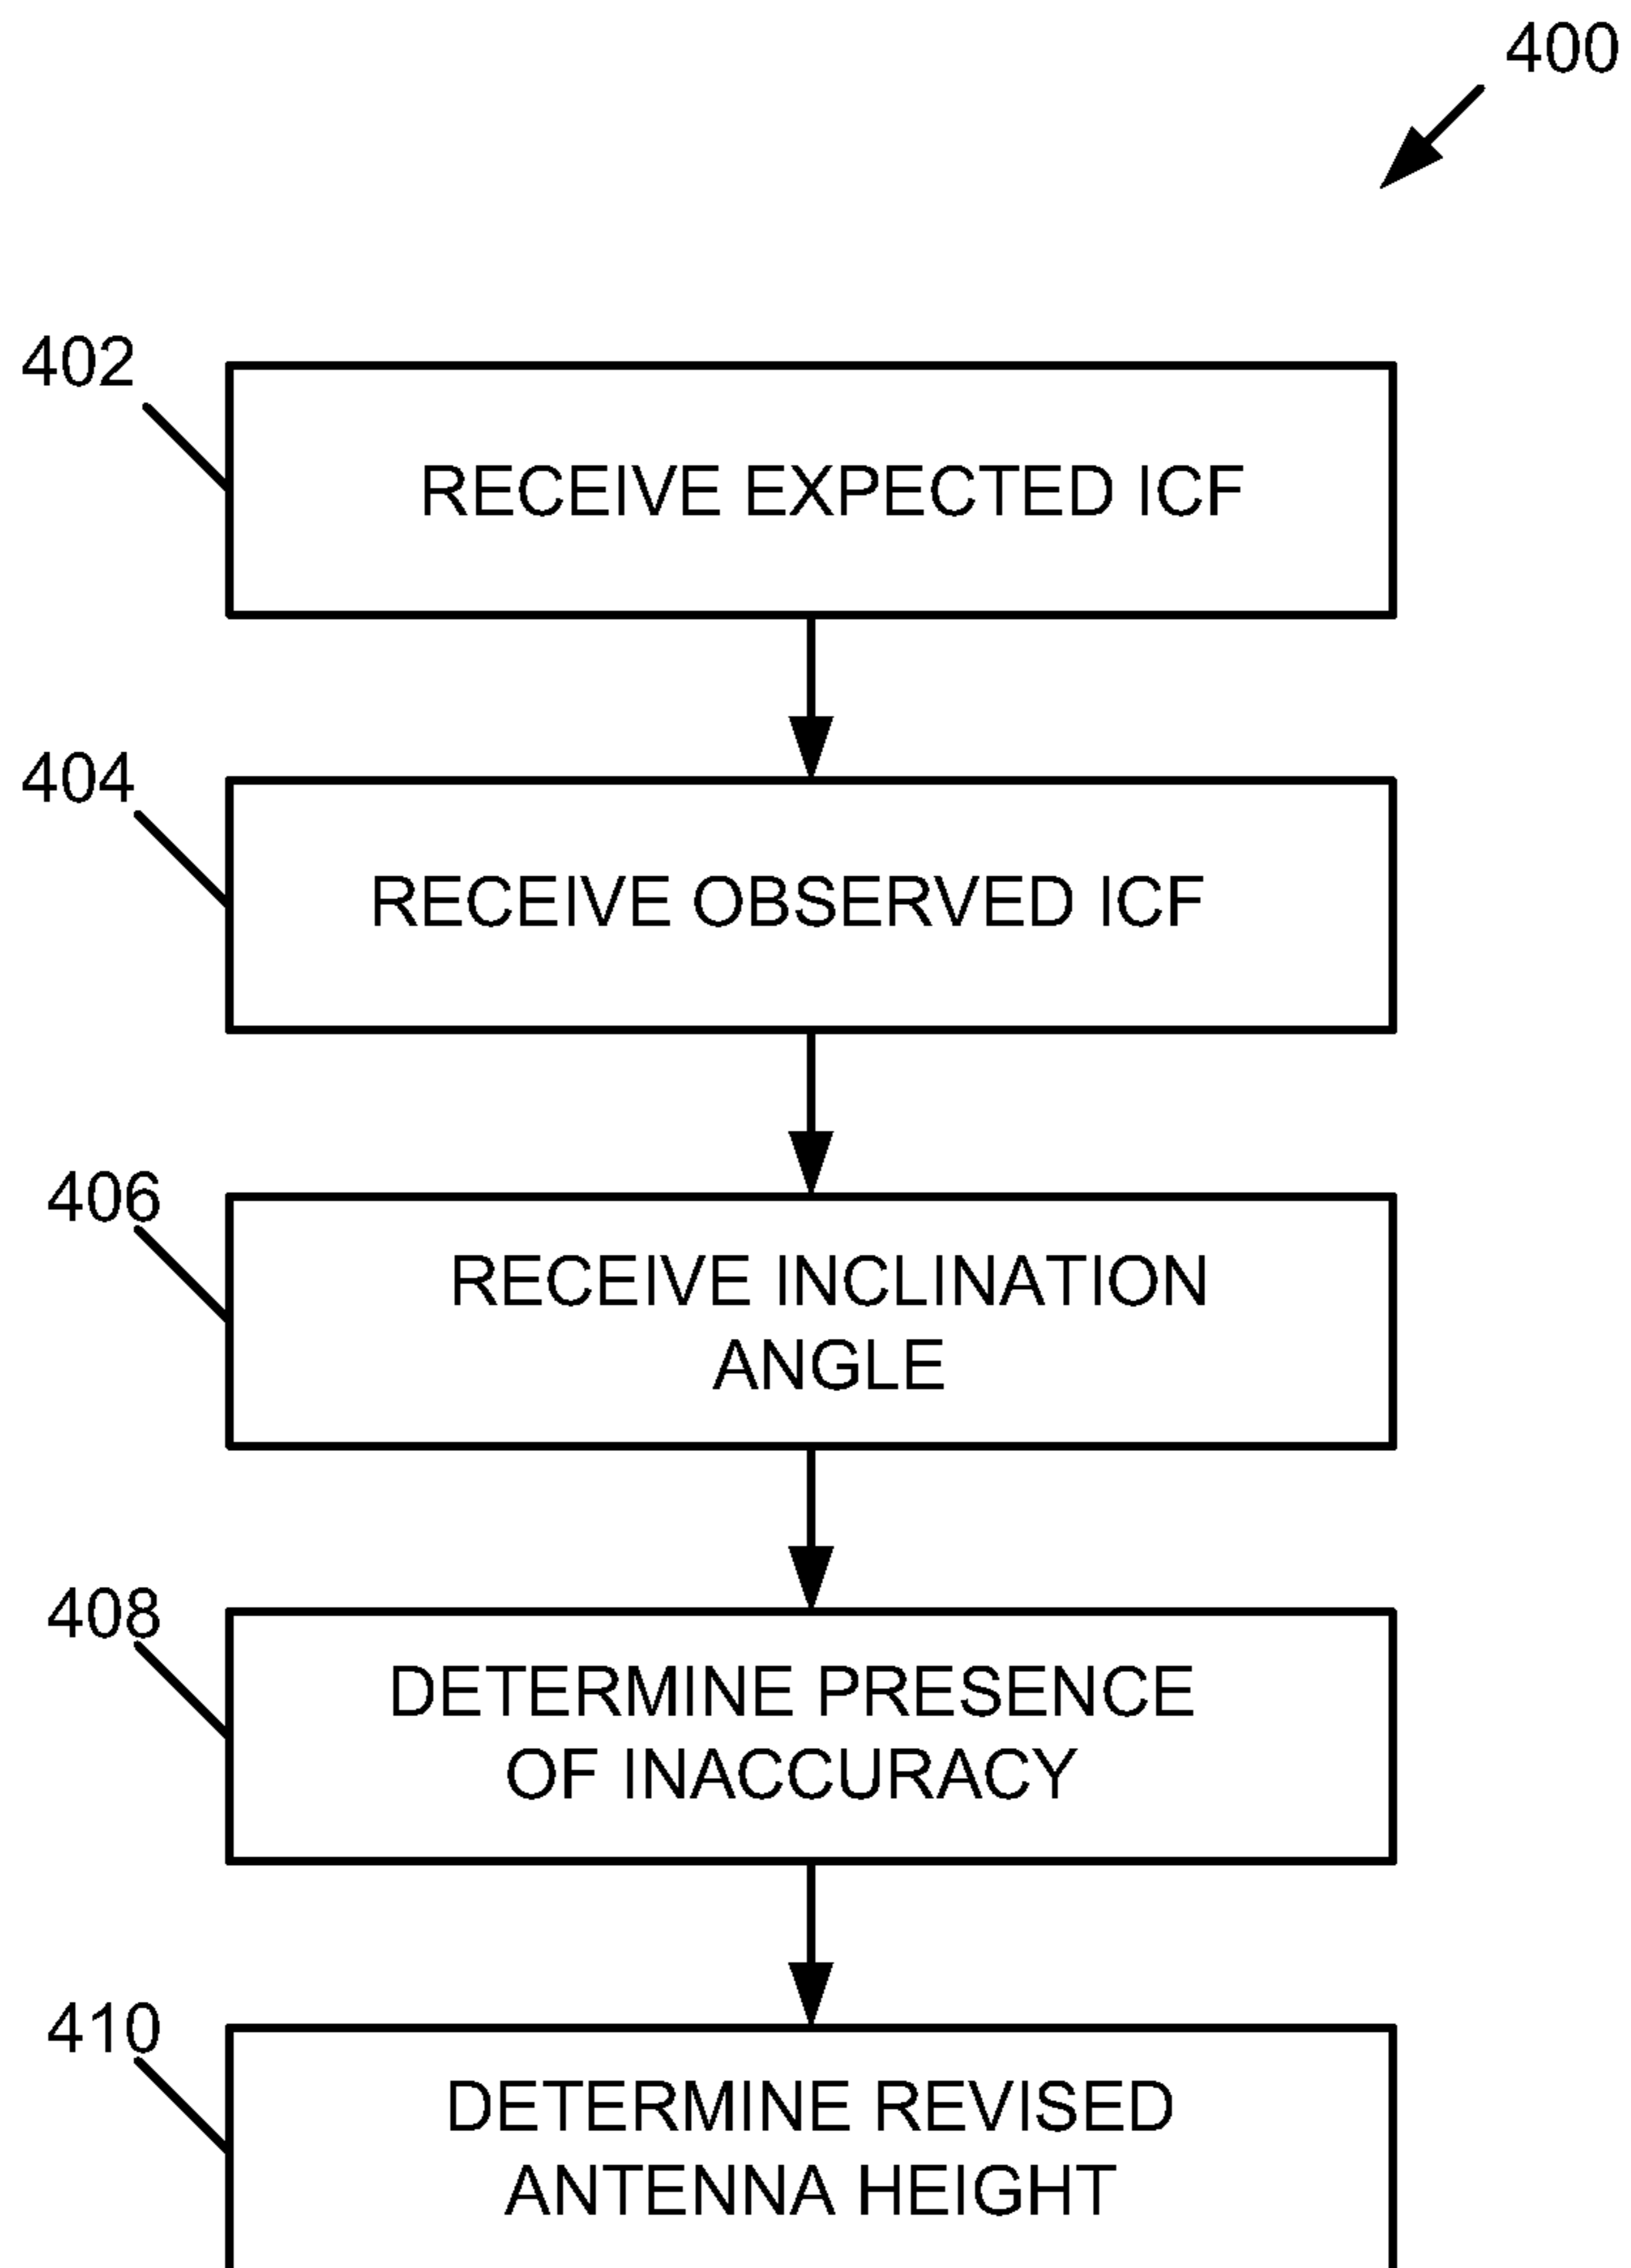 400
402
RECEIVE EXPECTED ICF
404
RECEIVE OBSERVED ICF
406
RECEIVE INCLINATION
ANGLE
408
DETERMINE PRESENCE
OF INACCURACY
410
DETERMINE REVISED
ANTENNA HEIGHT